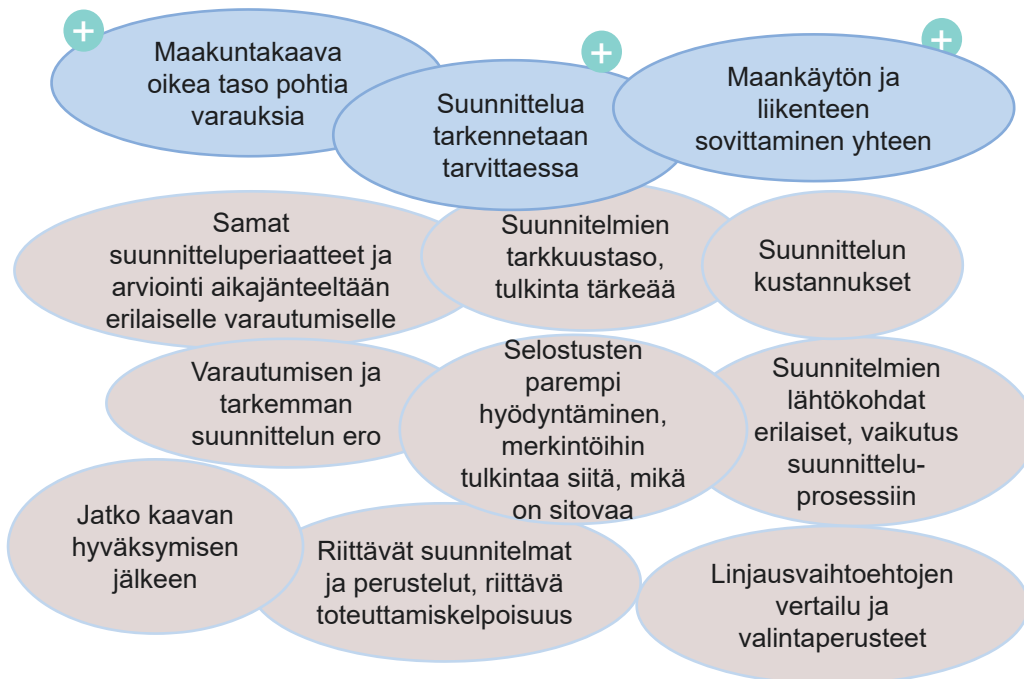 +
Maakuntakaava
oikea taso pohtia
varauksia
+
Suunnittelua
tarkennetaan
tarvittaessa
+
Maankäytön ja
liikenteen
sovittaminen yhteen
Samat
suunnitteluperiaatteet ja
arviointi aikajänteeltään
erilaiselle varautumiselle
Suunnitelmien
tarkkuustaso,
tulkinta tärkeää
Suunnittelun
kustannukset
Varautumisen ja
tarkemman
suunnittelun ero
Selostusten
parempi
hyödyntäminen,
merkintöihin
tulkintaa siitä, mikä
on sitovaa
Suunnitelmien
lähtökohdat
erilaiset, vaikutus
suunnittelu-
prosessiin
Jatko kaavan
hyväksymisen
jälkeen
Riittävät suunnitelmat
ja perustelut, riittävä
toteuttamiskelpoisuus
Linjausvaihtoehtojen
vertailu ja
valintaperusteet